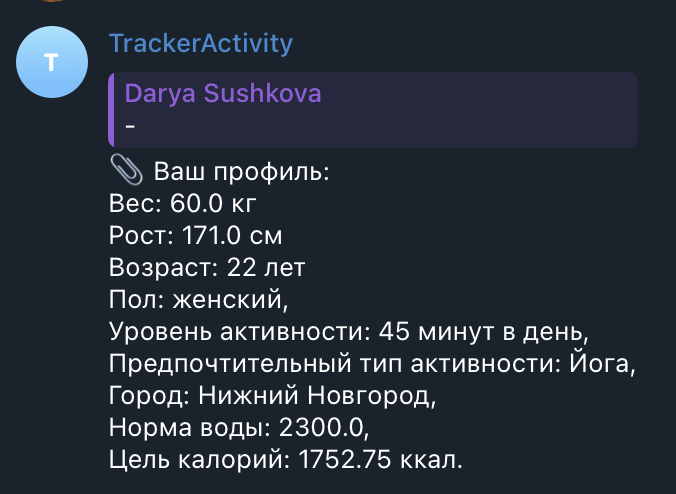 T
TrackerActivity
Darya Sushkova
-
📎 Ваш профиль:
Вес: 60.0 кг
Рост: 171.0 см
Возраст: 22 лет
Пол: женский,
Уровень активности: 45 минут в день,
Предпочтительный тип активности: Йога,
Город: Нижний Новгород,
Норма воды: 2300.0,
Цель калорий: 1752.75 ккал.